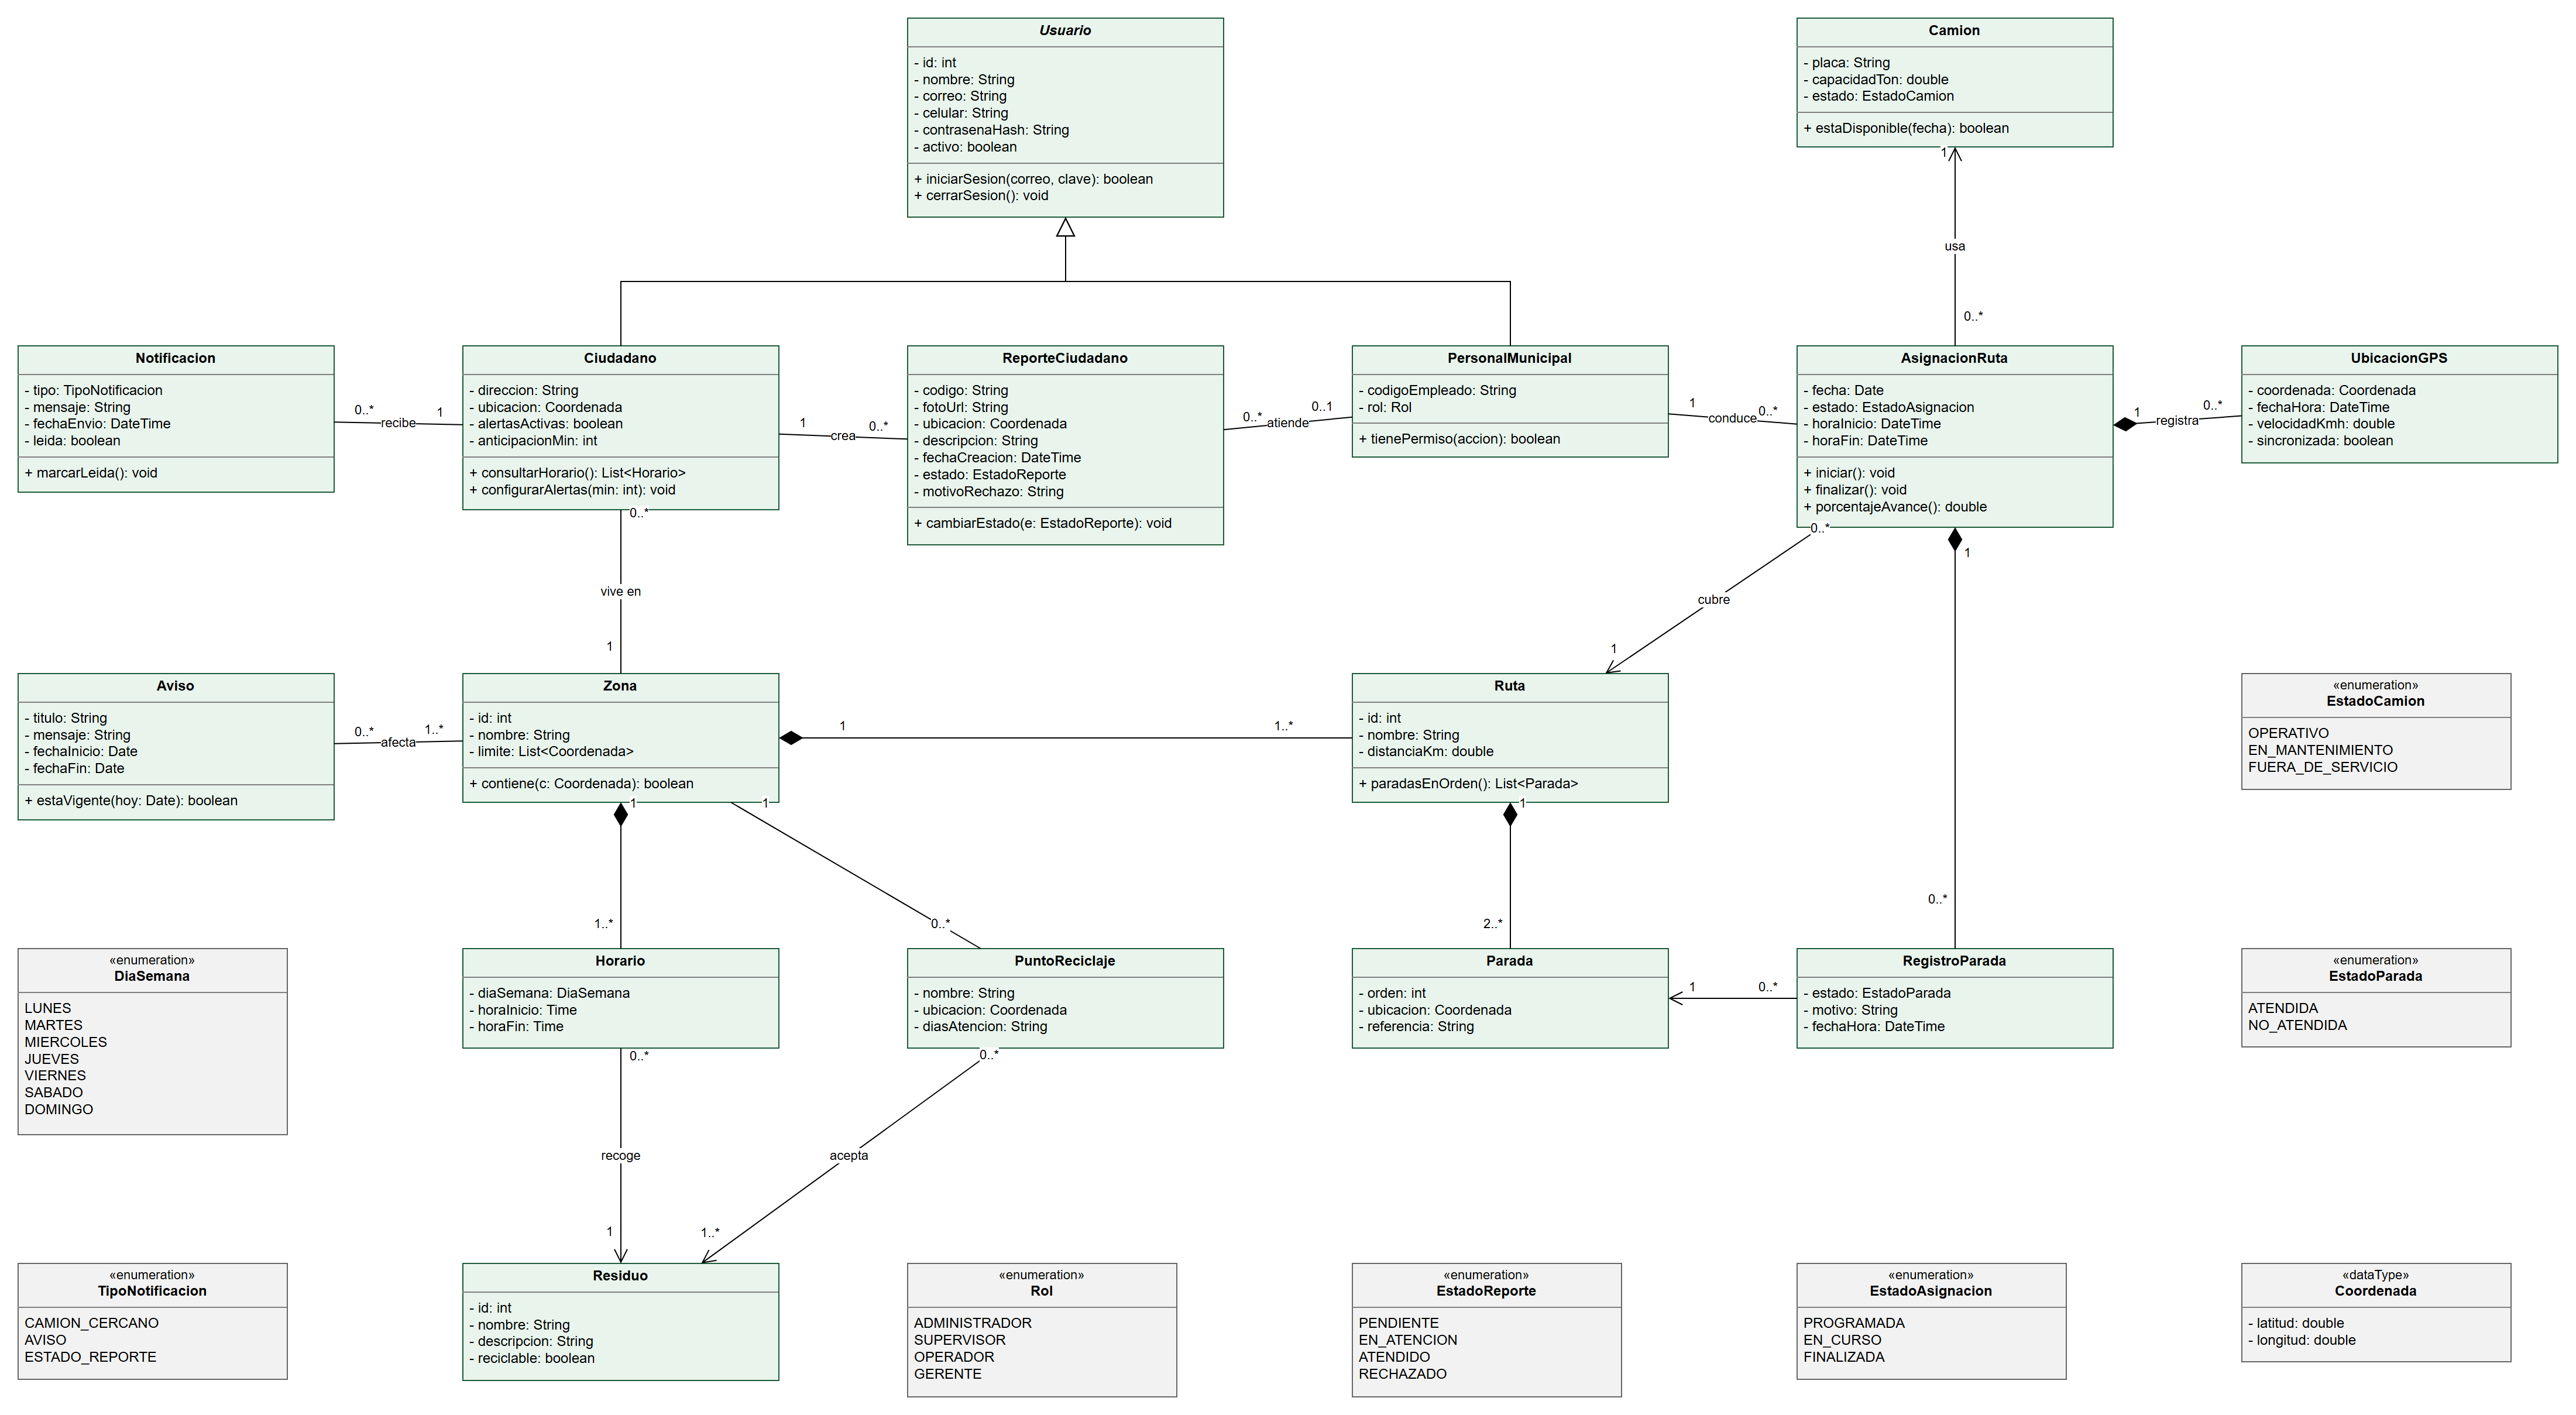 Usuario
- id: int
- nombre: String
- correo: String
- celular: String
- contrasenaHash: String
- activo: boolean
+ iniciarSesion(correo, clave): boolean
+ cerrarSesion(): void
Camion
- placa: String
- capacidadTon: double
- estado: EstadoCamion
+ estaDisponible(fecha): boolean
1
usa
0..*
Notificacion
- tipo: TipoNotificacion
- mensaje: String
- fechaEnvio: DateTime
- leida: boolean
+ marcarLeida(): void
0..*
recibe
1
Ciudadano
- direccion: String
- ubicacion: Coordenada
- alertasActivas: boolean
- anticipacionMin: int
+ consultarHorario(): List<Horario>
+ configurarAlertas(min: int): void
1
crea
0..*
ReporteCiudadano
- codigo: String
- fotoUrl: String
- ubicacion: Coordenada
- descripcion: String
- fechaCreacion: DateTime
- estado: EstadoReporte
- motivoRechazo: String
+ cambiarEstado(e: EstadoReporte): void
0..*
atiende
0..1
PersonalMunicipal
- codigoEmpleado: String
- rol: Rol
+ tienePermiso(accion): boolean
1
conduce
0..*
AsignacionRuta
- fecha: Date
- estado: EstadoAsignacion
- horaInicio: DateTime
- horaFin: DateTime
+ iniciar(): void
+ finalizar(): void
+ porcentajeAvance(): double
1
registra
0..*
UbicacionGPS
- coordenada: Coordenada
- fechaHora: DateTime
- velocidadKmh: double
- sincronizada: boolean
0..*
vive en
1
0..*
cubre
1
1
0..*
Aviso
- titulo: String
- mensaje: String
- fechaInicio: Date
- fechaFin: Date
+ estaVigente(hoy: Date): boolean
0..*
afecta
1..*
Zona
- id: int
- nombre: String
- limite: List<Coordenada>
+ contiene(c: Coordenada): boolean
1
1..*
Ruta
- id: int
- nombre: String
- distanciaKm: double
+ paradasEnOrden(): List<Parada>
«enumeration»
EstadoCamion
OPERATIVO
EN_MANTENIMIENTO
FUERA_DE_SERVICIO
1
1..*
1
0..*
1
2..*
«enumeration»
DiaSemana
LUNES
MARTES
MIERCOLES
JUEVES
VIERNES
SABADO
DOMINGO
Horario
- diaSemana: DiaSemana
- horaInicio: Time
- horaFin: Time
PuntoReciclaje
- nombre: String
- ubicacion: Coordenada
- diasAtencion: String
Parada
- orden: int
- ubicacion: Coordenada
- referencia: String
1
0..*
RegistroParada
- estado: EstadoParada
- motivo: String
- fechaHora: DateTime
«enumeration»
EstadoParada
ATENDIDA
NO_ATENDIDA
0..*
recoge
1
0..*
acepta
1..*
«enumeration»
TipoNotificacion
CAMION_CERCANO
AVISO
ESTADO_REPORTE
Residuo
- id: int
- nombre: String
- descripcion: String
- reciclable: boolean
«enumeration»
Rol
ADMINISTRADOR
SUPERVISOR
OPERADOR
GERENTE
«enumeration»
EstadoReporte
PENDIENTE
EN_ATENCION
ATENDIDO
RECHAZADO
«enumeration»
EstadoAsignacion
PROGRAMADA
EN_CURSO
FINALIZADA
«dataType»
Coordenada
- latitud: double
- longitud: double